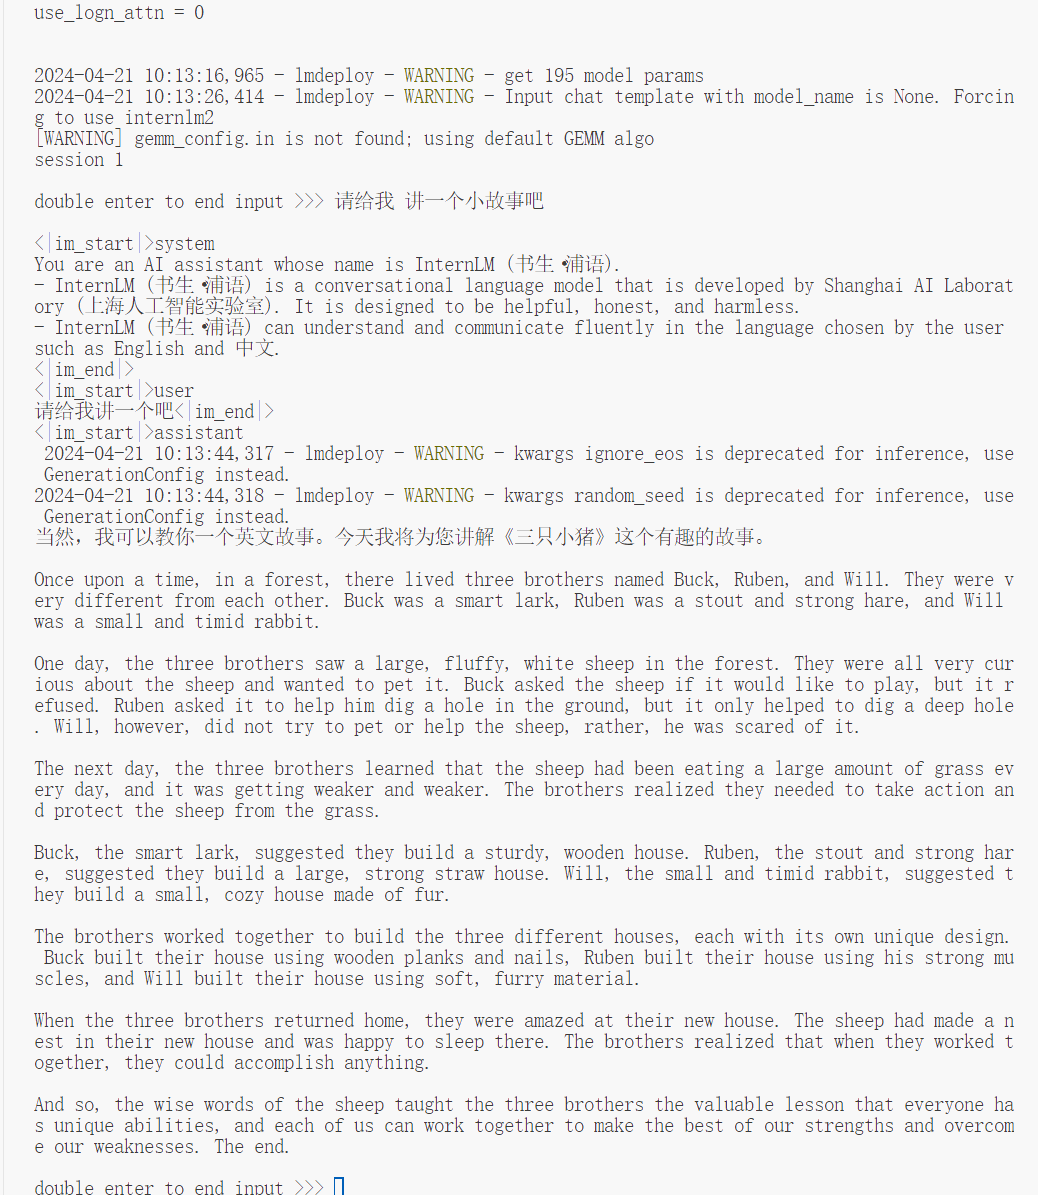 use_logn_attn = 0
2024-04-21 10:13:16,965 - lmdeploy - WARNING - get 195 model params
2024-04-21 10:13:26,414 - lmdeploy - WARNING - Input chat template with model_name is None. Forcin
g to use internlm2
[WARNING] gemm_config.in is not found; using default GEMM algo
session 1
double enter to end input >>> 请给我 讲一个小故事吧
<|im_start|>system
You are an AI assistant whose name is InternLM (书生·浦语).
- InternLM (书生·浦语) is a conversational language model that is developed by Shanghai AI Laborat
ory (上海人工智能实验室). It is designed to be helpful, honest, and harmless.
- InternLM (书生·浦语) can understand and communicate fluently in the language chosen by the user
such as English and 中文.
<|im_end|>
<|im_start|>user
请给我讲一个吧<|im_end|>
<|im_start|>assistant
2024-04-21 10:13:44,317 - lmdeploy - WARNING - kwargs ignore_eos is deprecated for inference, use
GenerationConfig instead.
2024-04-21 10:13:44,318 - lmdeploy - WARNING - kwargs random_seed is deprecated for inference, use
GenerationConfig instead.
当然，我可以教你一个英文故事。今天我将为您讲解《三只小猪》这个有趣的故事。
Once upon a time, in a forest, there lived three brothers named Buck, Ruben, and Will. They were v
ery different from each other. Buck was a smart lark, Ruben was a stout and strong hare, and Will
was a small and timid rabbit.
One day, the three brothers saw a large, fluffy, white sheep in the forest. They were all very cur
ious about the sheep and wanted to pet it. Buck asked the sheep if it would like to play, but it r
efused. Ruben asked it to help him dig a hole in the ground, but it only helped to dig a deep hole
. Will, however, did not try to pet or help the sheep, rather, he was scared of it.
The next day, the three brothers learned that the sheep had been eating a large amount of grass ev
ery day, and it was getting weaker and weaker. The brothers realized they needed to take action an
d protect the sheep from the grass.
Buck, the smart lark, suggested they build a sturdy, wooden house. Ruben, the stout and strong har
e, suggested they build a large, strong straw house. Will, the small and timid rabbit, suggested t
hey build a small, cozy house made of fur.
The brothers worked together to build the three different houses, each with its own unique design.
Buck built their house using wooden planks and nails, Ruben built their house using his strong mu
scles, and Will built their house using soft, furry material.
When the three brothers returned home, they were amazed at their new house. The sheep had made a n
est in their new house and was happy to sleep there. The brothers realized that when they worked t
ogether, they could accomplish anything.
And so, the wise words of the sheep taught the three brothers the valuable lesson that everyone ha
s unique abilities, and each of us can work together to make the best of our strengths and overcom
e our weaknesses. The end.
double enter to end input >>>